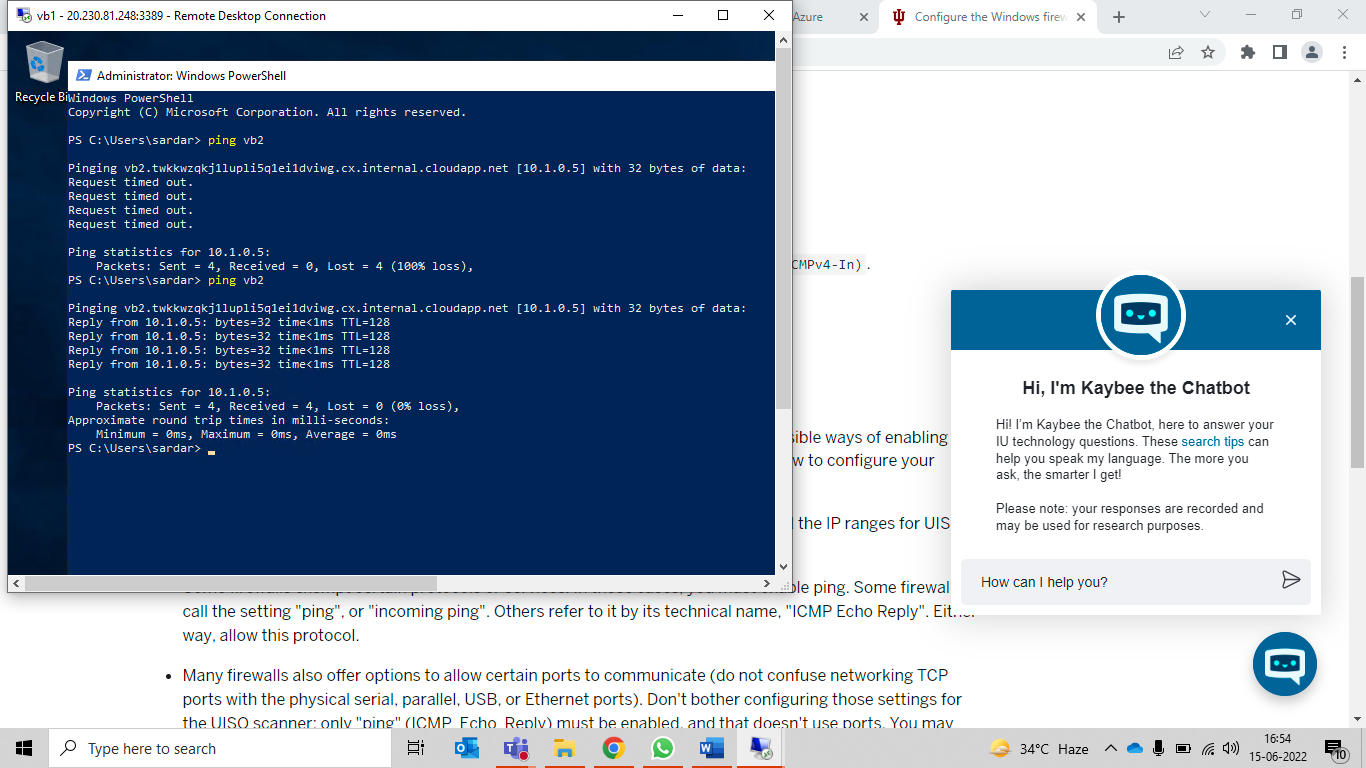 vb1 - 20.230.81.248:3389 - Remote Desktop Connection
Azure
Configure the Windows firew
Recycle Bi
Administrator: Windows PowerShell
Windows PowerShell
Copyright (C) Microsoft Corporation. All rights reserved.
PS C:\Users\sardar> ping vb2
Pinging vb2.twkkwzqkj1lupli5q1ei1dviwg.cx.internal.cloudapp.net [10.1.0.5] with 32 bytes of data:
Request timed out.
Request timed out.
Request timed out.
Request timed out.
Ping statistics for 10.1.0.5:
Packets: Sent = 4, Received = 0, Lost = 4 (100% loss),
PS C:\Users\sardar> ping vb2
Pinging vb2.twkkwzqkj1lupli5q1ei1dviwg.cx.internal.cloudapp.net [10.1.0.5] with 32 bytes of data:
Reply from 10.1.0.5: bytes=32 time<1ms TTL=128
Reply from 10.1.0.5: bytes=32 time<1ms TTL=128
Reply from 10.1.0.5: bytes=32 time<1ms TTL=128
Reply from 10.1.0.5: bytes=32 time<1ms TTL=128
Ping statistics for 10.1.0.5:
Packets: Sent = 4, Received = 4, Lost = 0 (0% loss),
Approximate round trip times in milli-seconds:
Minimum = 0ms, Maximum = 0ms, Average = 0ms
PS C:\Users\sardar>
CMPv4-In).
sible ways of enabling
w to configure your
the IP ranges for UIS
ple ping. Some firewal
call the setting "ping", or "incoming ping". Others refer to it by its technical name, "ICMP Echo Reply". Eith
way, allow this protocol.
• Many firewalls also offer options to allow certain ports to communicate (do not confuse networking TCP
ports with the physical serial, parallel, USB, or Ethernet ports). Don't bother configuring those settings for
the UISO scanner; only "ping" (ICMP Echo Reply) must be enabled, and that doesn't use ports. You may
Hi, I'm Kaybee the Chatbot
Hi! I'm Kaybee the Chatbot, here to answer your
IU technology questions. These search tips can
help you speak my language. The more you
ask, the smarter I get!
Please note: your responses are recorded and
may be used for research purposes.
How can I help you?
Type here to search
34°C Haze
16:54
15-06-2022
10